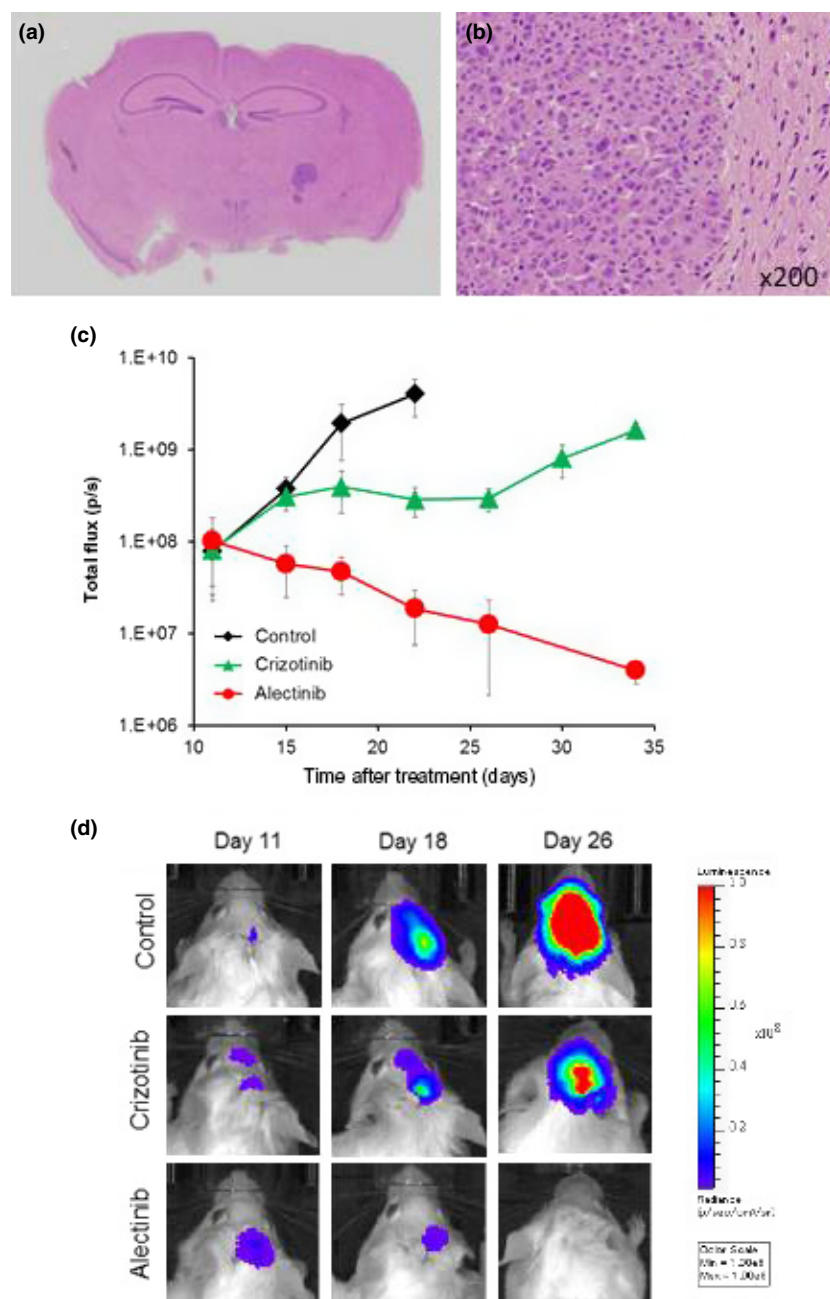 (a)
(b)
x200
(c)
1.E+10
1.E+09
1.E+08
1.E+07
1.E+06
Total flux (p/s)
Control
Crizotinib
Alectinib
10 15 20 25 30 35
Time after treatment (days)
(d)
Day 11 Day 18 Day 26
Control
Crizotinib
Alectinib
Luminescence
1.0
0.8
0.6
0.4
0.2
Radiance
Color Scale